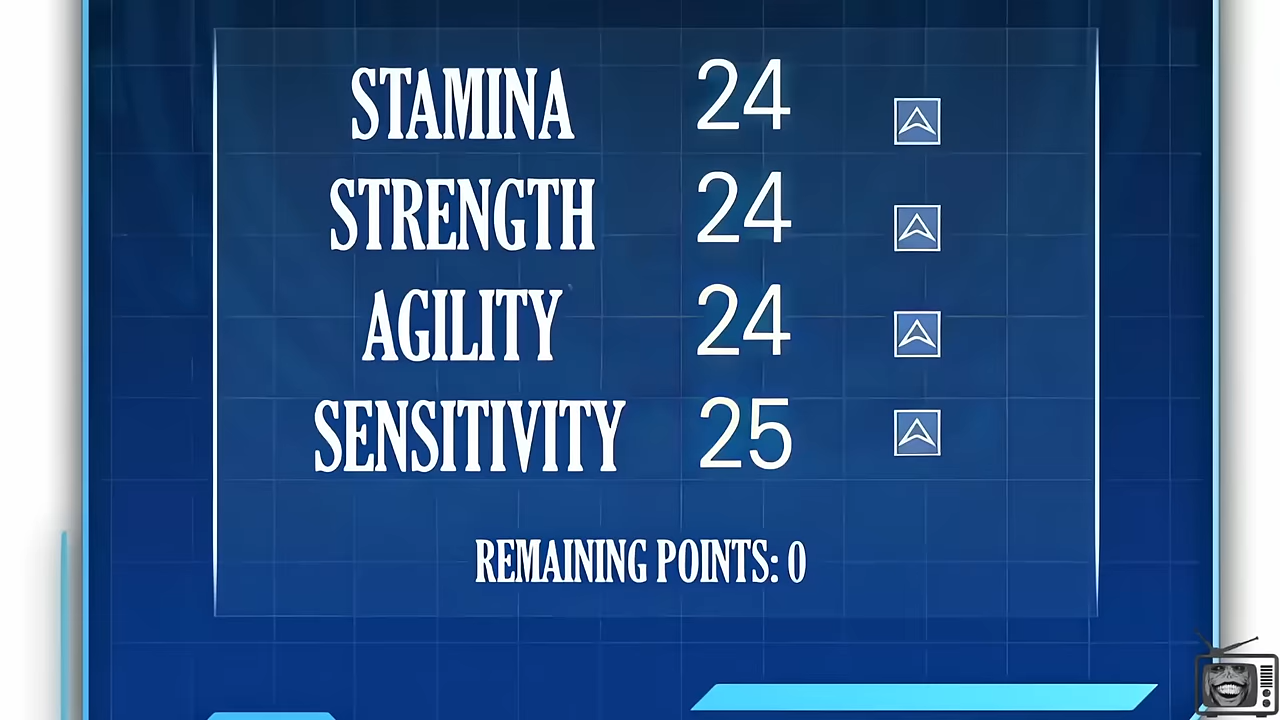 STAMINA 24
STRENGTH 24
AGILITY 24
SENSITIVITY 25
REMAINING POINTS: 0